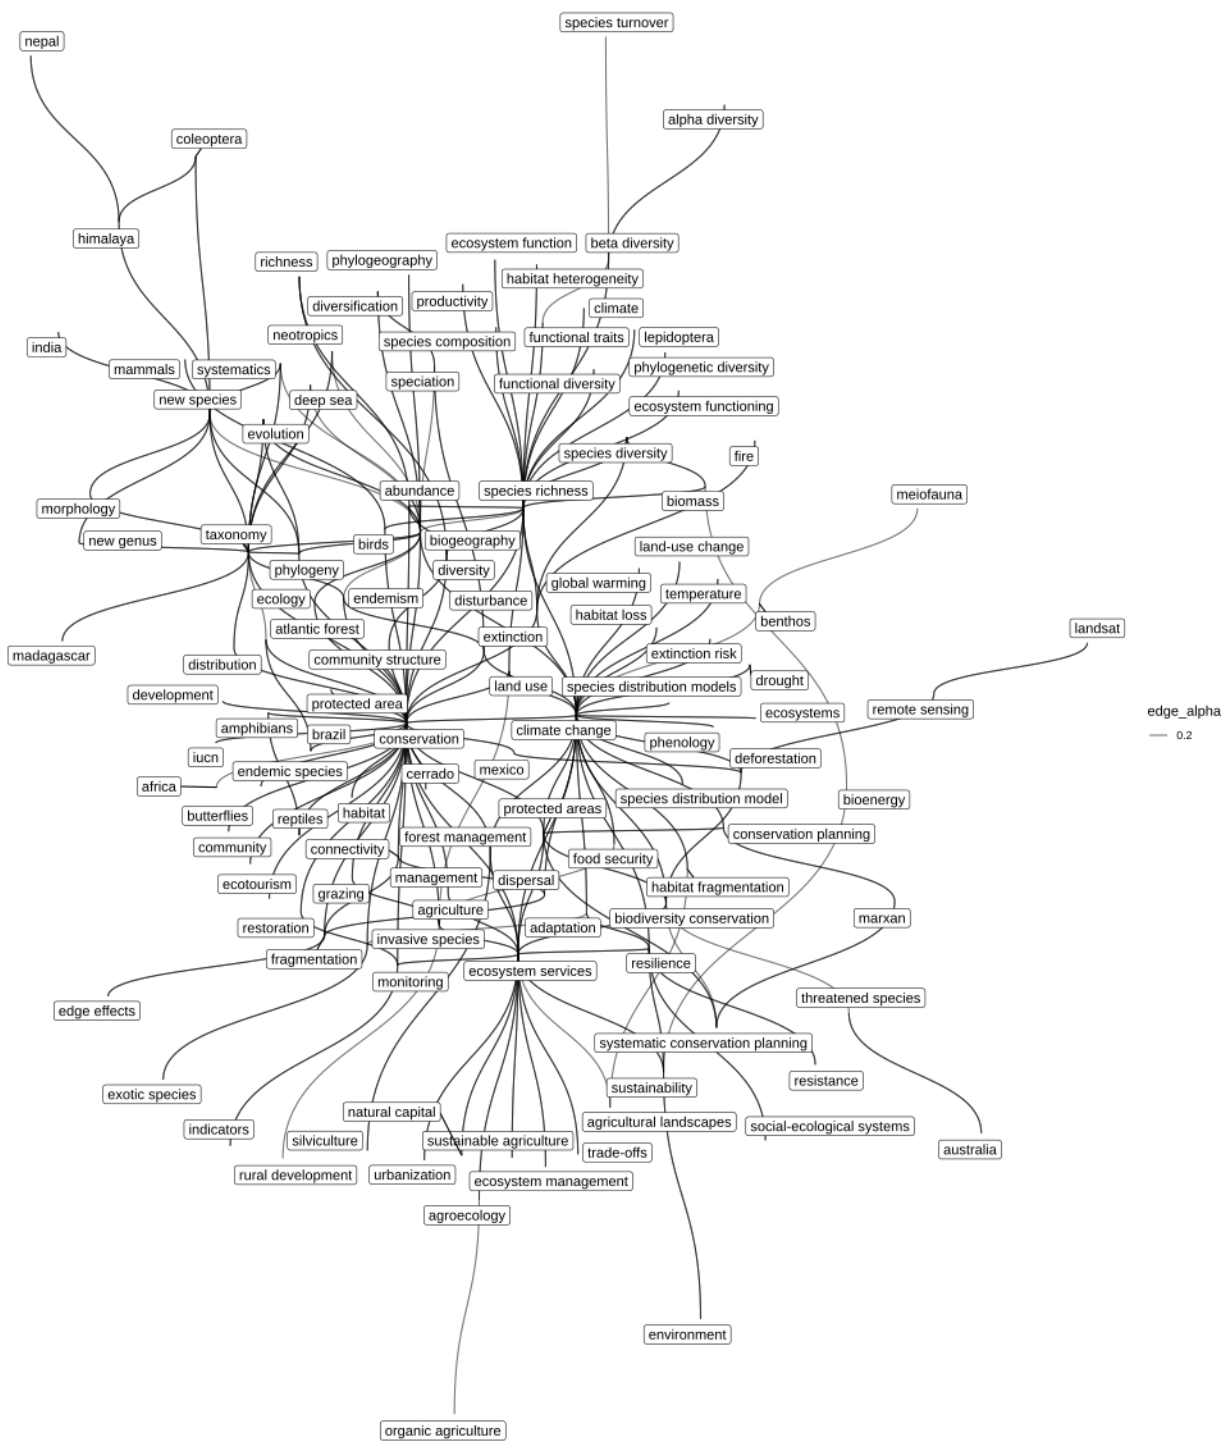 species turnover
nepal
alpha diversity
coleoptera
himalaya
ecosystem function
beta diversity
richness
phylogeography
habitat heterogeneity
diversification
productivity
climate
neotropics
species composition
functional traits
lepidoptera
india
mammals
systematics
phylogenetic diversity
speciation
functional diversity
new species
deep sea
ecosystem functioning
evolution
species diversity
fire
abundance
species richness
biomass
meiofauna
morphology
taxonomy
new genus
birds
biogeography
land-use change
phylogeny
diversity
global warming
temperature
ecology
endemism
disturbance
habitat loss
benthos
atlantic forest
extinction
landsat
madagascar
distribution
community structure
extinction risk
development
protected area
land use
species distribution models
drought
amphibians
brazil
conservation
climate change
ecosystems
remote sensing
edge_alpha
0.2
iucn
phenology
deforestation
africa
endemic species
cerrado
mexico
butterflies
reptiles
habitat
protected areas
species distribution model
bioenergy
community
connectivity
forest management
conservation planning
food security
ecotourism
grazing
management
dispersal
habitat fragmentation
restoration
agriculture
adaptation
biodiversity conservation
marxan
invasive species
fragmentation
monitoring
ecosystem services
resilience
edge effects
threatened species
systematic conservation planning
exotic species
sustainability
resistance
indicators
silviculture
natural capital
sustainable agriculture
agricultural landscapes
social-ecological systems
rural development
urbanization
ecosystem management
trade-offs
australia
agroecology
environment
organic agriculture